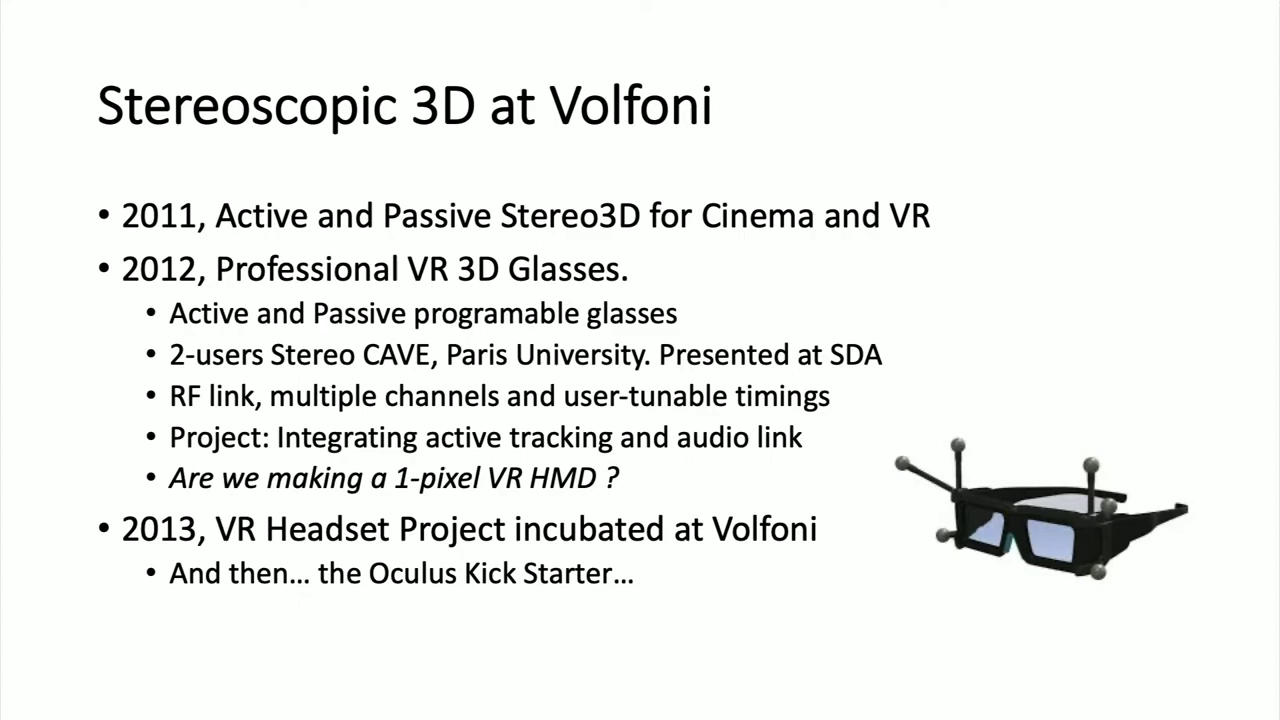 Stereoscopic 3D at Volfoni
• 2011, Active and Passive Stereo3D for Cinema and VR
• 2012, Professional VR 3D Glasses.
• Active and Passive programable glasses
• 2-users Stereo CAVE, Paris University. Presented at SDA
• RF link, multiple channels and user-tunable timings
• Project: Integrating active tracking and audio link
• Are we making a 1-pixel VR HMD ?
• 2013, VR Headset Project incubated at Volfoni
• And then... the Oculus Kick Starter...